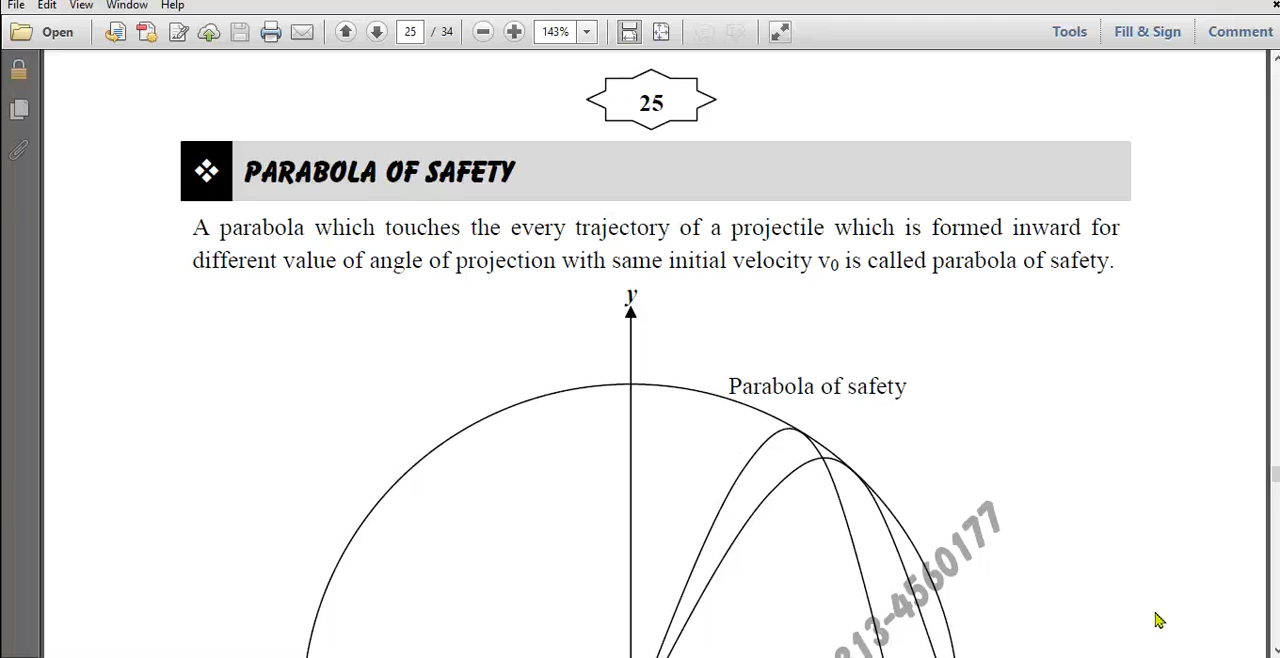 File Edit View Window Help
Open 25 / 34 143% Tools Fill & Sign Comment
25
PARABOLA OF SAFETY
A parabola which touches the every trajectory of a projectile which is formed inward for
different value of angle of projection with same initial velocity v0 is called parabola of safety.
y
Parabola of safety
313-4560177